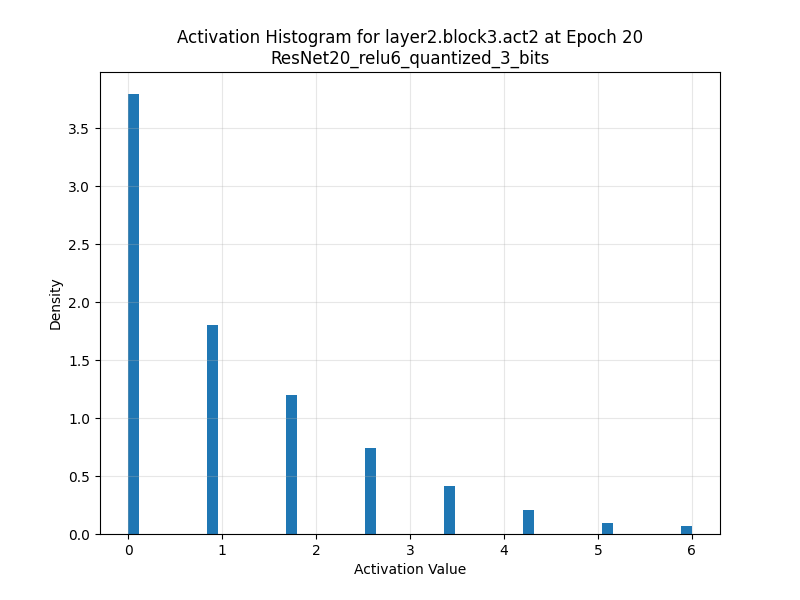 Activation Histogram for layer2.block3.act2 at Epoch 20
ResNet20_relu6_quantized_3_bits
3.5
3.0
2.5
2.0
1.5
1.0
0.5
0.0
Density
0 1 2 3 4 5 6
Activation Value